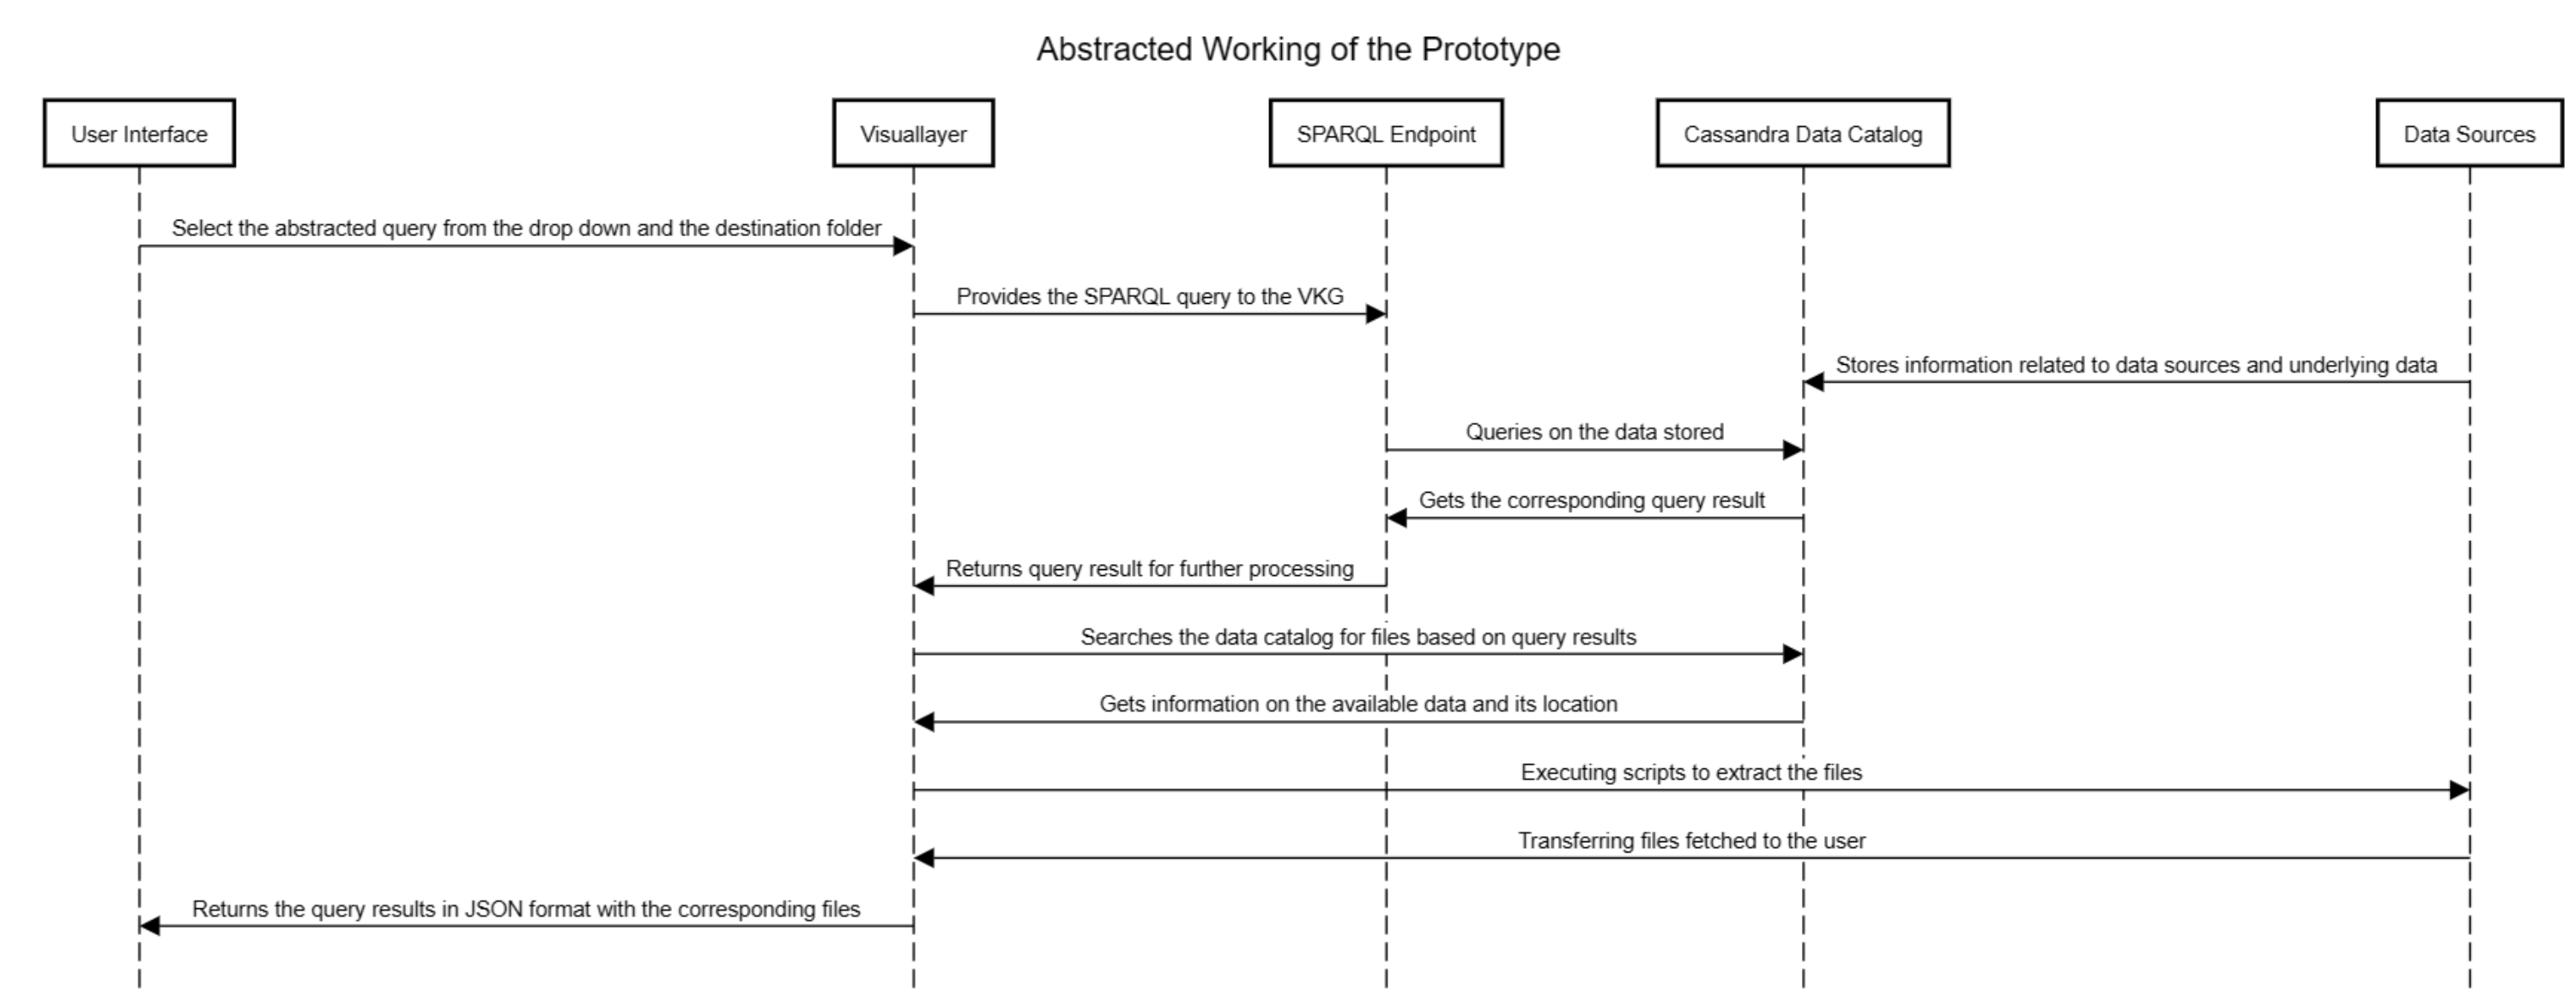 Abstracted Working of the Prototype
User Interface
Visuallayer
SPARQL Endpoint
Cassandra Data Catalog
Data Sources
Select the abstracted query from the drop down and the destination folder
Provides the SPARQL query to the VKG
Stores information related to data sources and underlying data
Queries on the data stored
Gets the corresponding query result
Returns query result for further processing
Searches the data catalog for files based on query results
Gets information on the available data and its location
Executing scripts to extract the files
Transferring files fetched to the user
Returns the query results in JSON format with the corresponding files